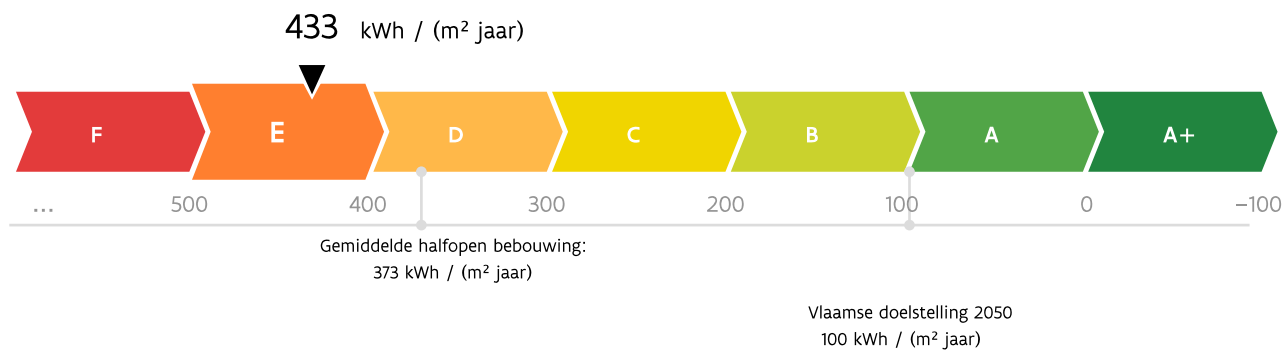 433 kWh / (m² jaar)
F E D C B A A+
... 500 400 300 200 100 0 −100
Gemiddelde halfopen bebouwing:
373 kWh / (m² jaar)
Vlaamse doelstelling 2050
100 kWh / (m² jaar)